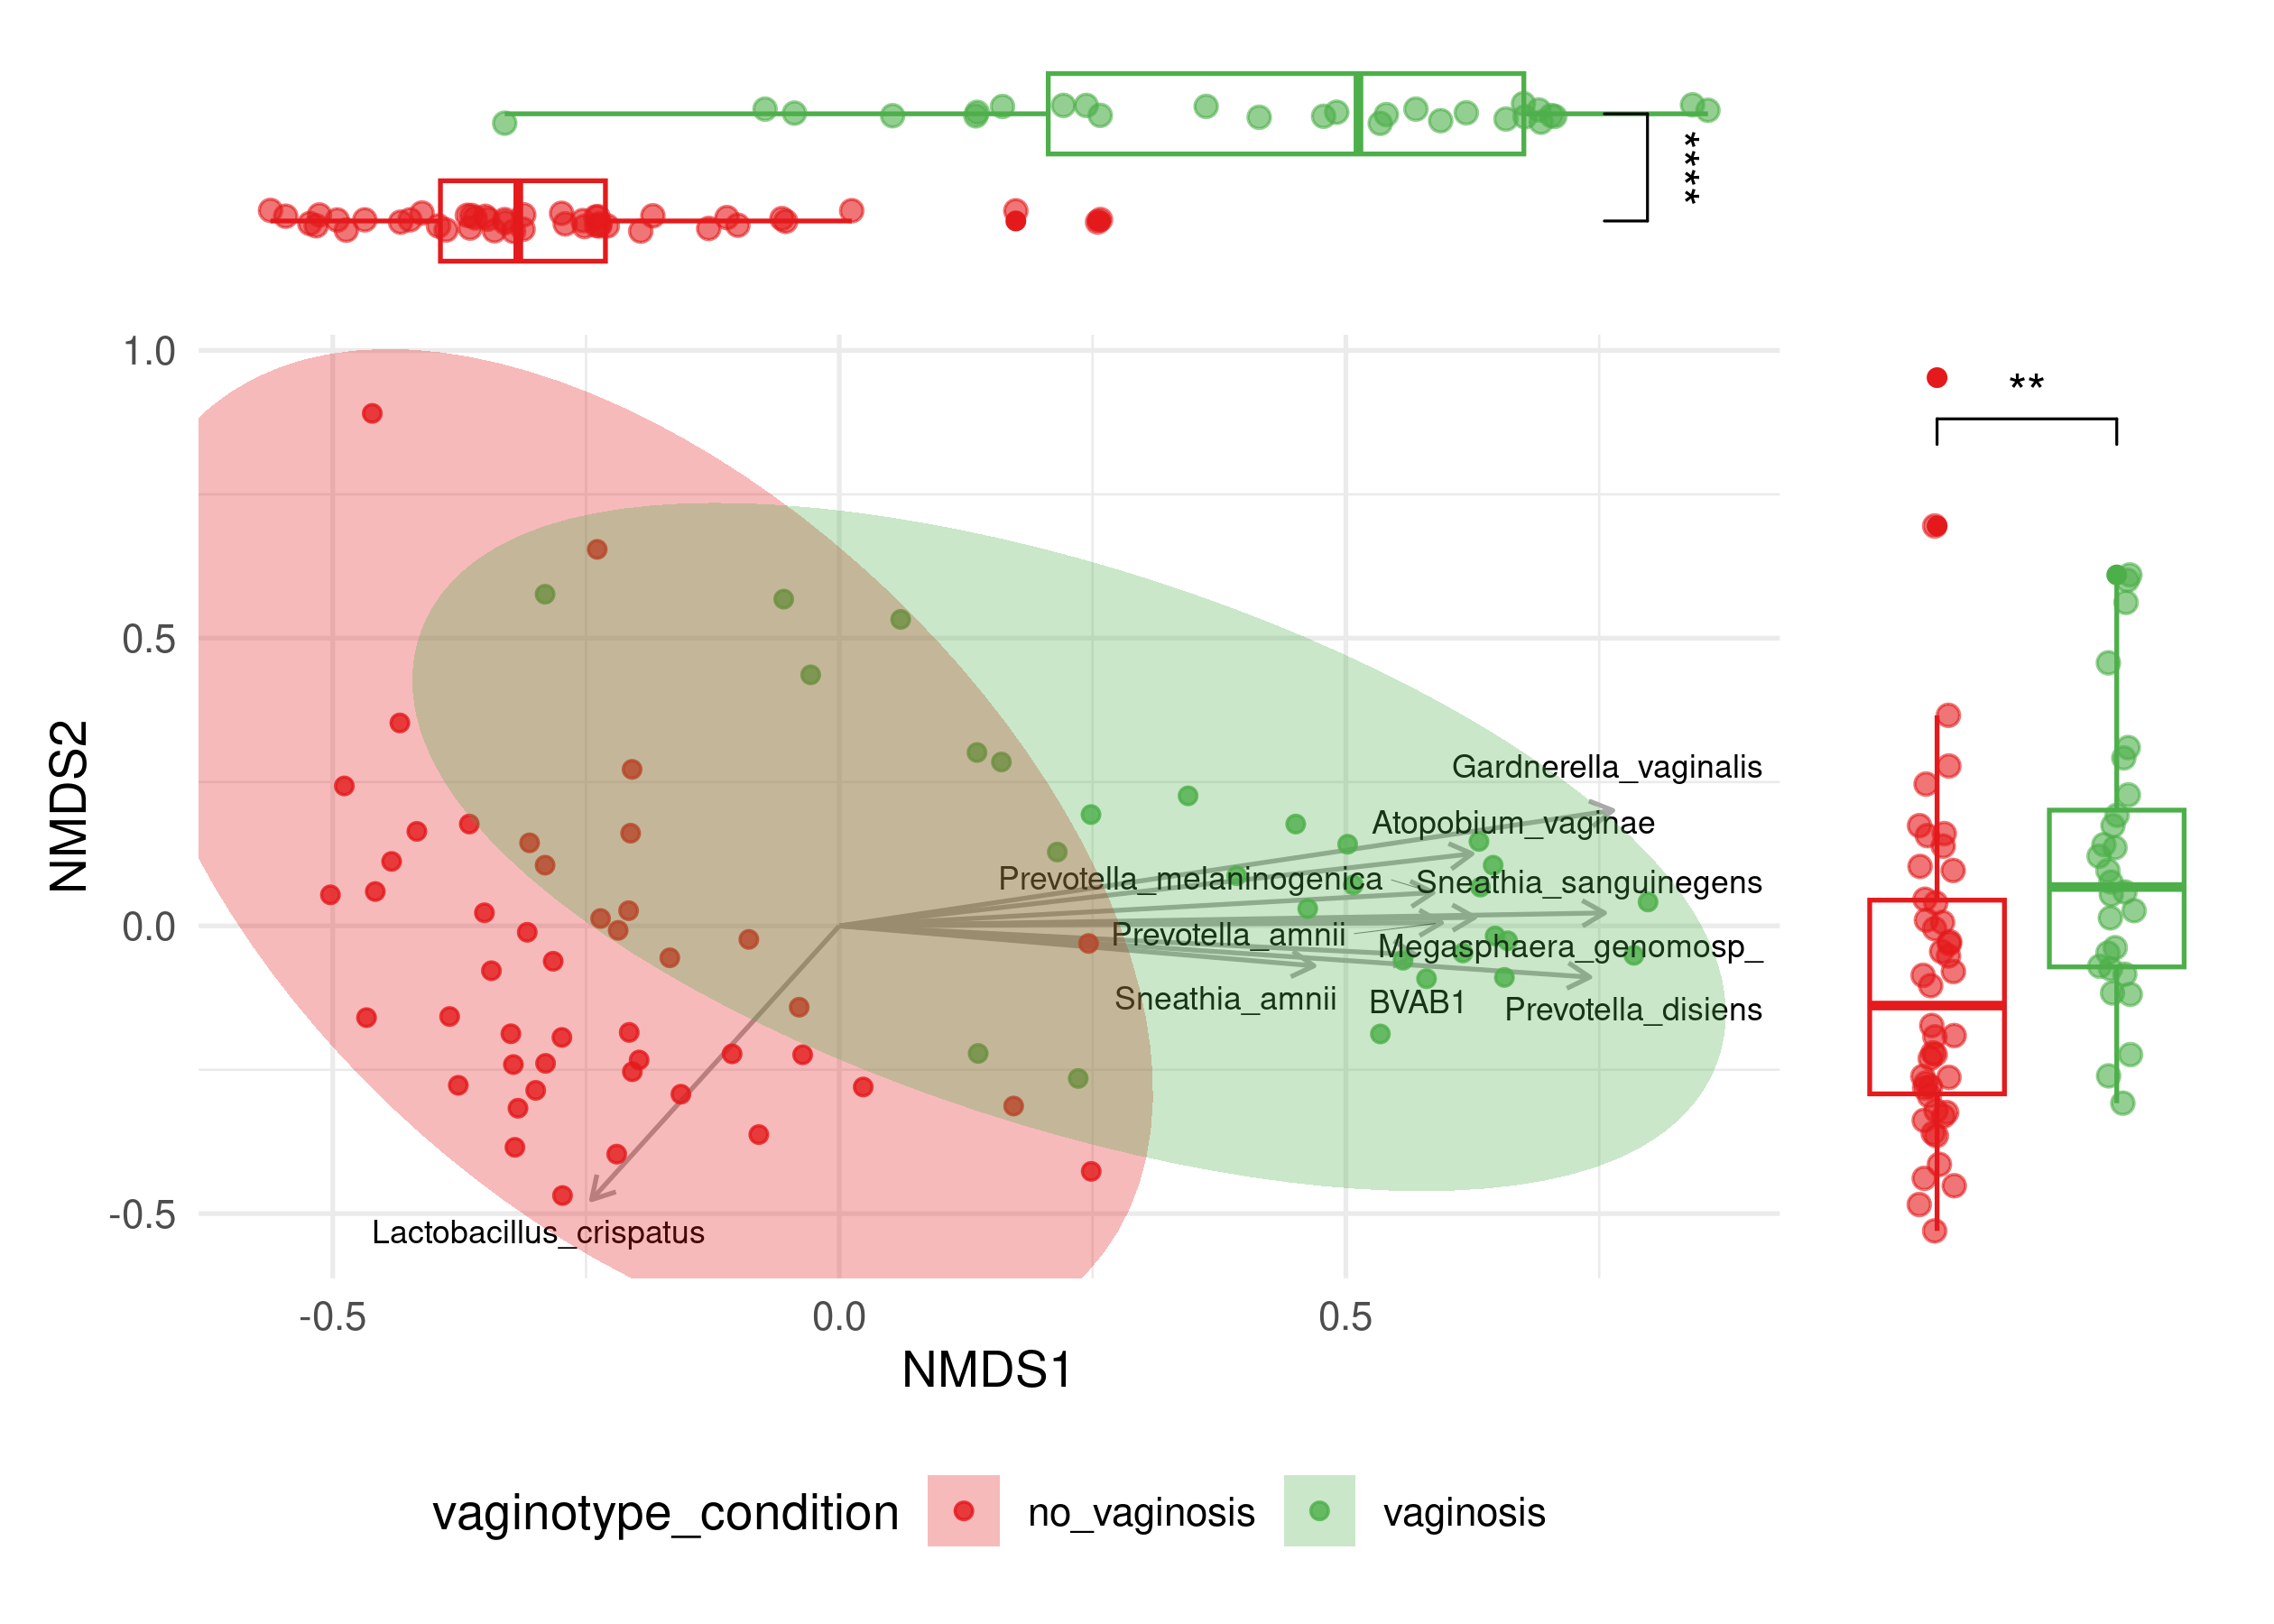 ****
**
1.0
0.5
0.0
-0.5
NMDS2
Gardnerella_vaginalis
Atopobium_vaginae
Prevotella_melaninogenica
Sneathia_sanguinegens
Prevotella_amnii
Megasphaera_genomosp_
Sneathia_amnii
BVAB1
Prevotella_disiens
Lactobacillus_crispatus
-0.5
0.0
0.5
NMDS1
vaginotype_condition
no_vaginosis
vaginosis